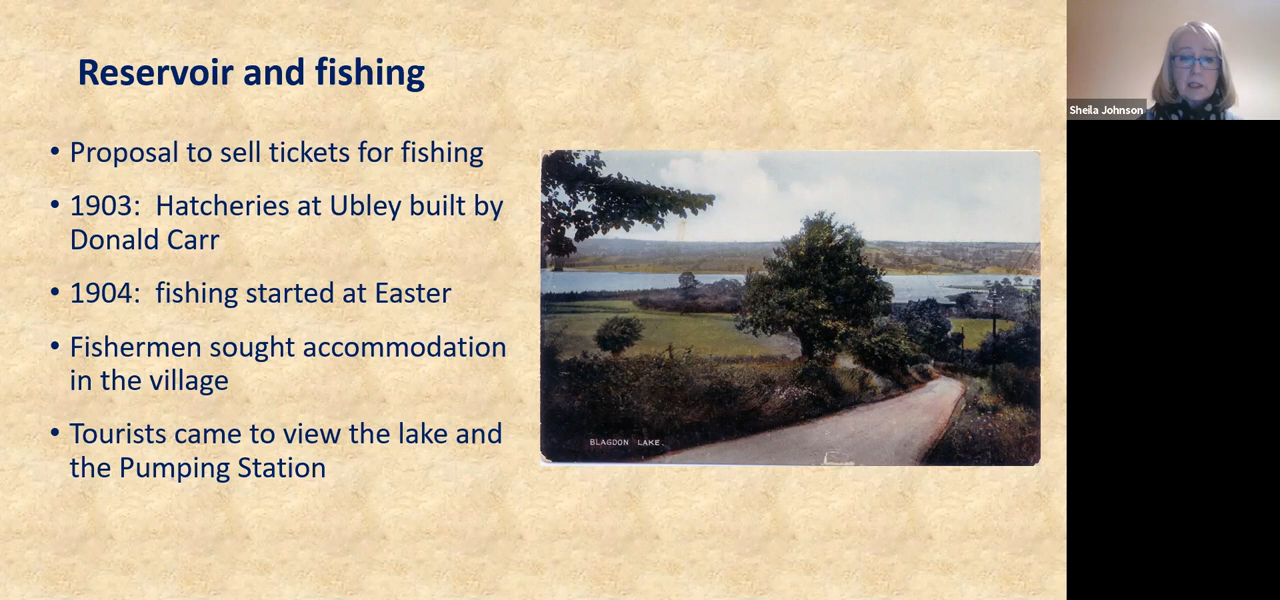 Reservoir and fishing
• Proposal to sell tickets for fishing
• 1903:  Hatcheries at Ubley built by
Donald Carr
• 1904:  fishing started at Easter
• Fishermen sought accommodation
in the village
• Tourists came to view the lake and
the Pumping Station
BLAGDON LAKE.
Sheila Johnson